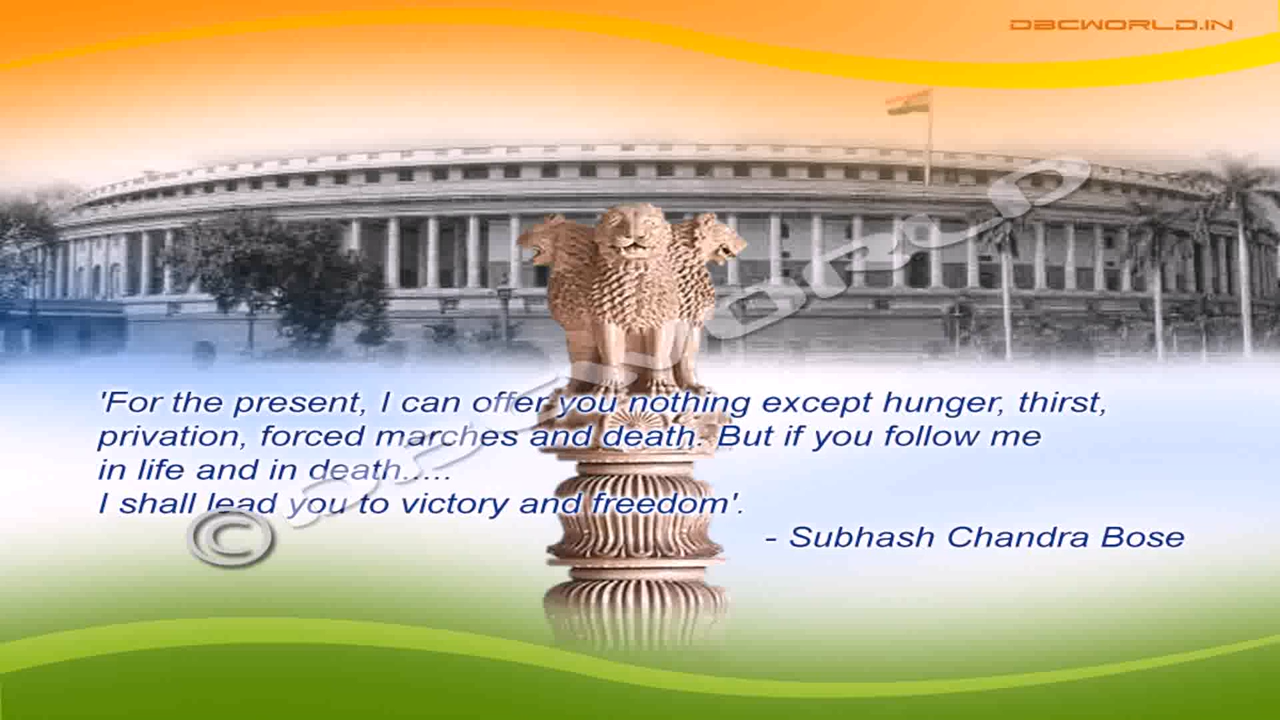 DBCWORLD.IN
'For the present, I can offer you nothing except hunger, thirst,
privation, forced marches and death. But if you follow me
in life and in death.....
I shall lead you to victory and freedom'.
- Subhash Chandra Bose
© DBCWORLD